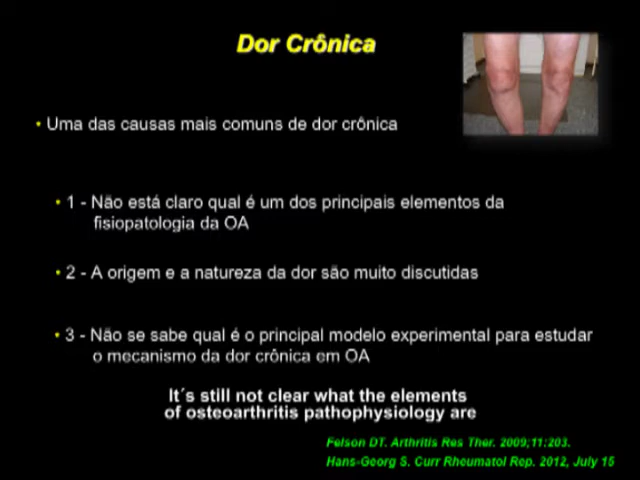 Dor Crônica
• Uma das causas mais comuns de dor crônica
• 1 - Não está claro qual é um dos principais elementos da
fisiopatologia da OA
• 2 - A origem e a natureza da dor são muito discutidas
• 3 - Não se sabe qual é o principal modelo experimental para estudar
o mecanismo da dor crônica em OA
It´s still not clear what the elements
of osteoarthritis pathophysiology are
Felson DT. Arthritis Res Ther. 2009;11:203.
Hans-Georg S. Curr Rheumatol Rep. 2012, July 15